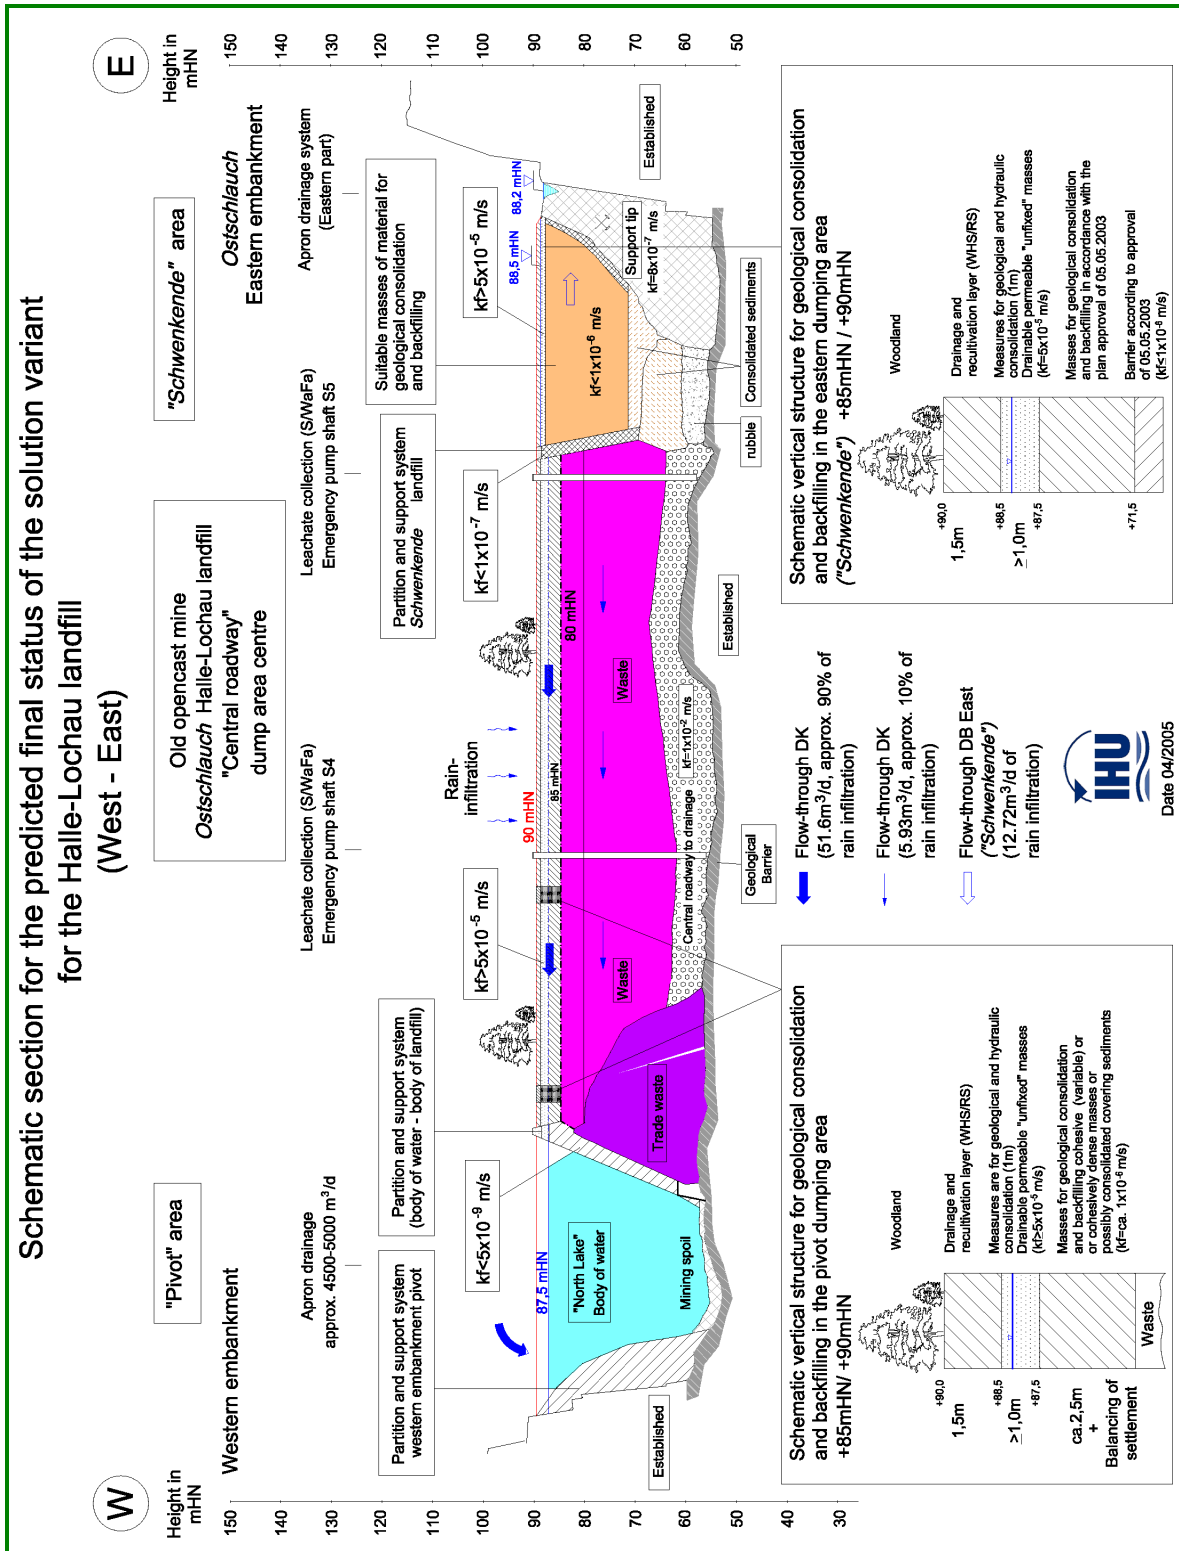 Schematic section for the predicted final status of the solution variant
for the Halle-Lochau landfill
(West - East)
W
E
Height in
mHN
Height in
mHN
"Pivot" area
Old opencast mine
Ostschlauch Halle-Lochau landfill
"Central roadway"
dump area centre
"Schwenkende" area
Western embankment
Ostschlauch
Eastern embankment
Apron drainage
approx. 4500-5000 m³/d
Leachate collection (S/WaFa)
Emergency pump shaft S4
Leachate collection (S/WaFa)
Emergency pump shaft S5
Apron drainage system
(Eastern part)
Partition and support system
western embankment pivot
Partition and support system
(body of water - body of landfill)
Partition and support system
Schwenkende landfill
Suitable masses of material for
geological consolidation
and backfilling
kf<5x10⁻⁹ m/s
kf>5x10⁻⁵ m/s
kf<1x10⁻⁷ m/s
kf>5x10⁻⁵ m/s
150
140
130
120
110
100
90
80
70
60
50
40
30
150
140
130
120
110
100
90
80
70
60
50
Rain-
infiltration
90 mHN
85 mHN
80 mHN
87,5 mHN
88,5 mHN
88,2 mHN
"North Lake"
Body of water
Mining spoil
Trade waste
Waste
Waste
Central roadway to drainage
kf=1x10⁻² m/s
kf<1x10⁻⁶ m/s
Support tip
kf=8x10⁻⁷ m/s
Established
Geological
Barrier
Established
rubble
Consolidated sediments
Established
Schematic vertical structure for geological consolidation
and backfilling in the pivot dumping area
+85mHN/ +90mHN
Woodland
+90,0
1,5m
Drainage and
recultivation layer (WHS/RS)
+88,5
≥1,0m
+87,5
Measures are for geological and hydraulic
consolidation (1m)
Drainable permeable "unfixed" masses
(kf≥5x10⁻⁵ m/s)
ca.2,5m
+
Balancing of
settlement
Masses for geological consolidation
and backfilling cohesive (variable) or
or cohesively dense masses or
possibly consolidated covering sediments
(kf=ca. 1x10⁻⁸ m/s)
Waste
Flow-through DK
(51.6m³/d, approx. 90% of
rain infiltration)
Flow-through DK
(5.93m³/d, approx. 10% of
rain infiltration)
Flow-through DB East
("Schwenkende")
(12.72m³/d of
rain infiltration)
IHU
Date 04/2005
Schematic vertical structure for geological consolidation
and backfilling in the eastern dumping area
("Schwenkende") +85mHN / +90mHN
Woodland
+90,0
1,5m
Drainage and
recultivation layer (WHS/RS)
+88,5
≥1,0m
+87,5
Measures for geological and hydraulic
consolidation (1m)
Drainable permeable "unfixed" masses
(kf=5x10⁻⁵ m/s)
Masses for geological consolidation
and backfilling in accordance with the
plan approval of 05.05.2003
+71,5
Barrier according to approval
of 05.05.2003
(kf≤1x10⁻⁸ m/s)